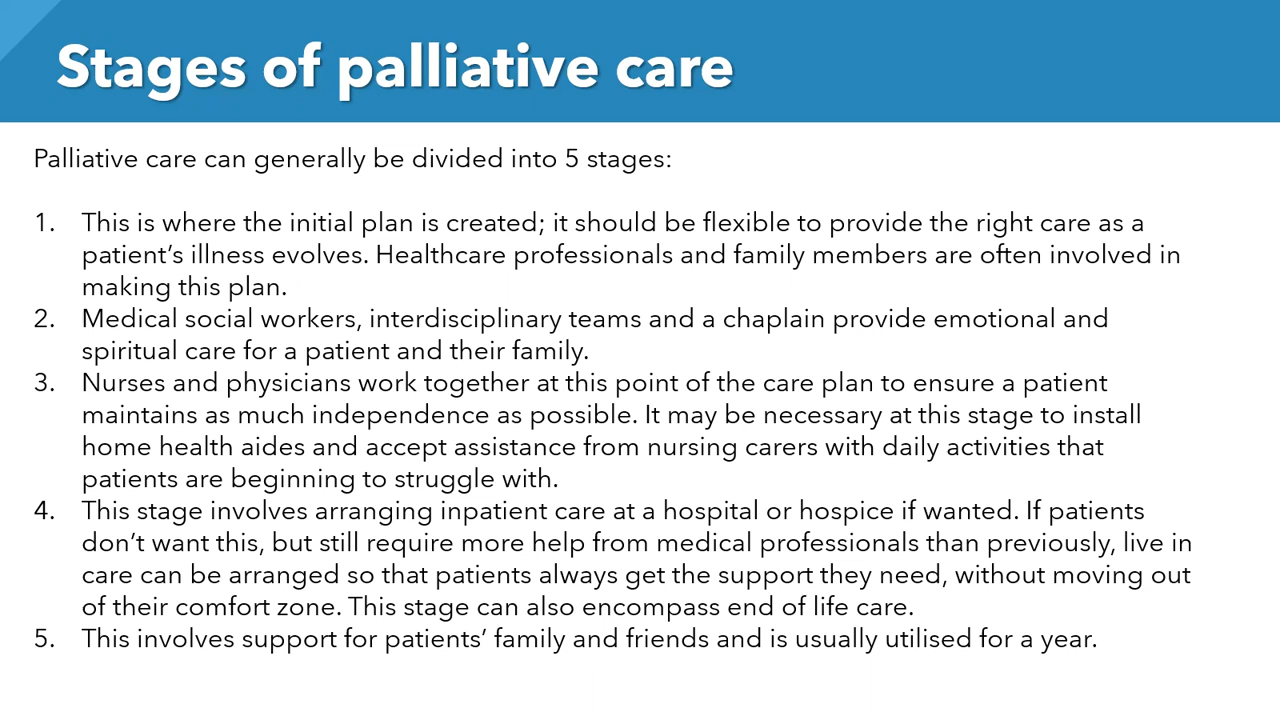 Stages of palliative care
Palliative care can generally be divided into 5 stages:
1. This is where the initial plan is created; it should be flexible to provide the right care as a
patient’s illness evolves. Healthcare professionals and family members are often involved in
making this plan.
2. Medical social workers, interdisciplinary teams and a chaplain provide emotional and
spiritual care for a patient and their family.
3. Nurses and physicians work together at this point of the care plan to ensure a patient
maintains as much independence as possible. It may be necessary at this stage to install
home health aides and accept assistance from nursing carers with daily activities that
patients are beginning to struggle with.
4. This stage involves arranging inpatient care at a hospital or hospice if wanted. If patients
don’t want this, but still require more help from medical professionals than previously, live in
care can be arranged so that patients always get the support they need, without moving out
of their comfort zone. This stage can also encompass end of life care.
5. This involves support for patients’ family and friends and is usually utilised for a year.